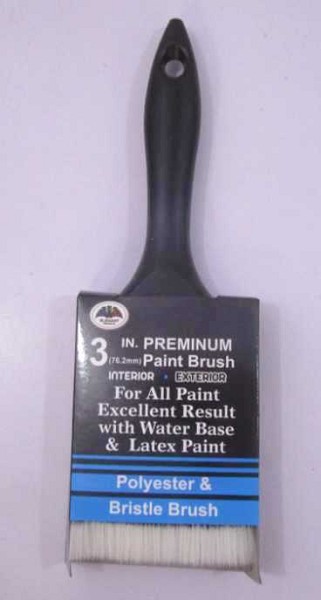 3 IN. PREMINUM
(76.2mm) Paint Brush
INTERIOR • EXTERIOR
For All Paint
Excellent Result
with Water Base
& Latex Paint
Polyester &
Bristle Brush